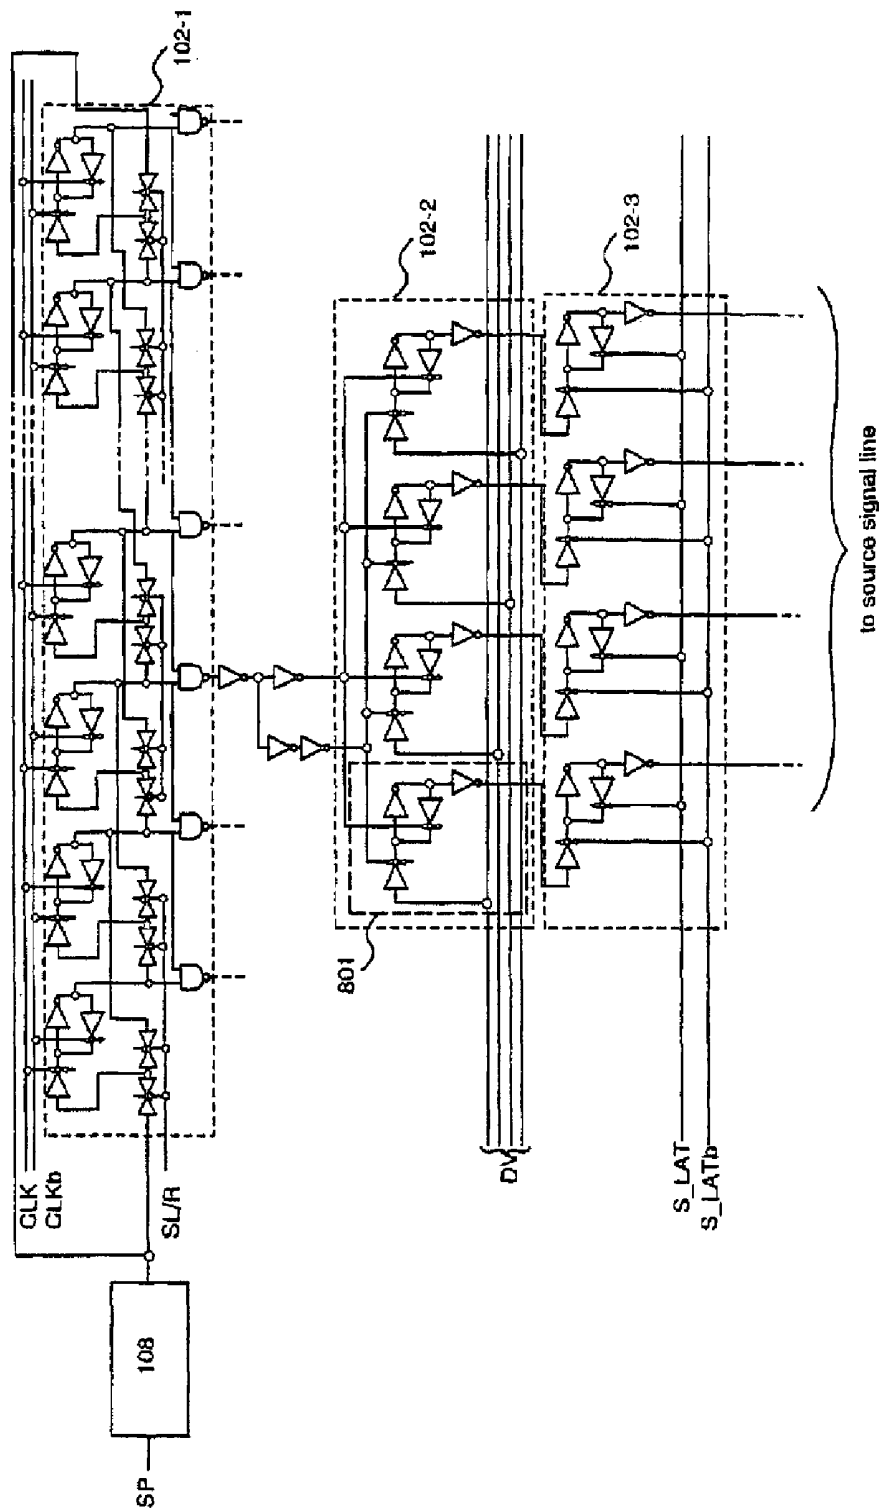 102-1
CLK
CLKb
SL/R
108
SP
102-2
801
DV
102-3
S_LAT
S_LATb
to source signal line